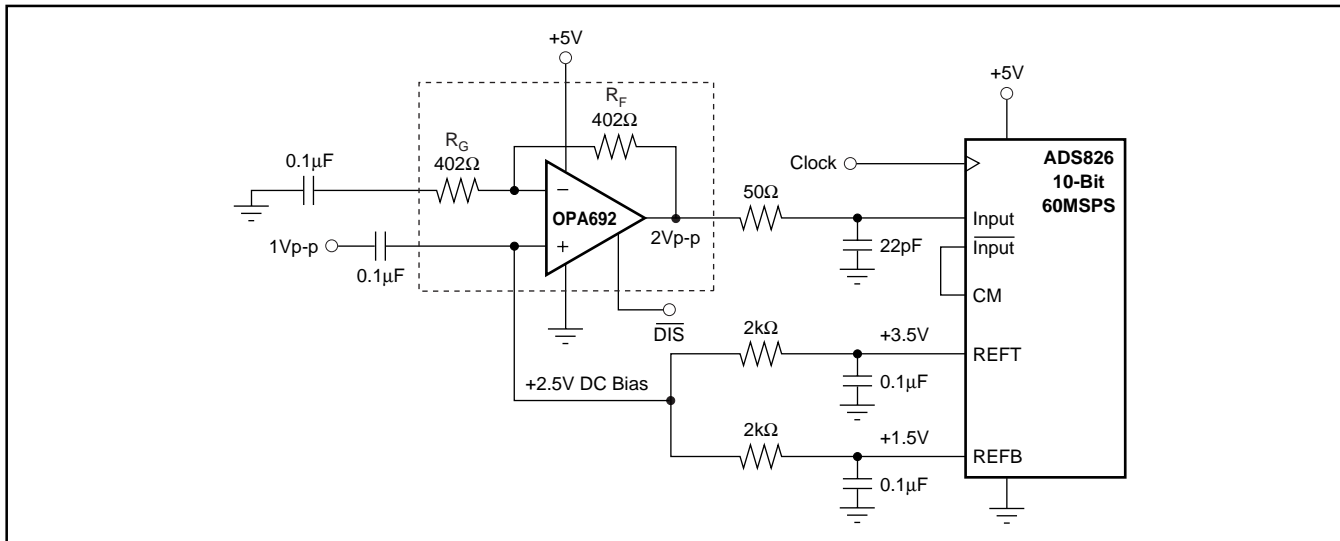 +5V
+5V
R_F
402Ω
R_G
402Ω
0.1μF
Clock
ADS826
10-Bit
60MSPS
50Ω
−
OPA692
+
2Vp-p
Input
1Vp-p
0.1μF
22pF
I̅n̅p̅u̅t̅
CM
D̅I̅S̅
2kΩ
+3.5V
REFT
0.1μF
+2.5V DC Bias
2kΩ
+1.5V
REFB
0.1μF